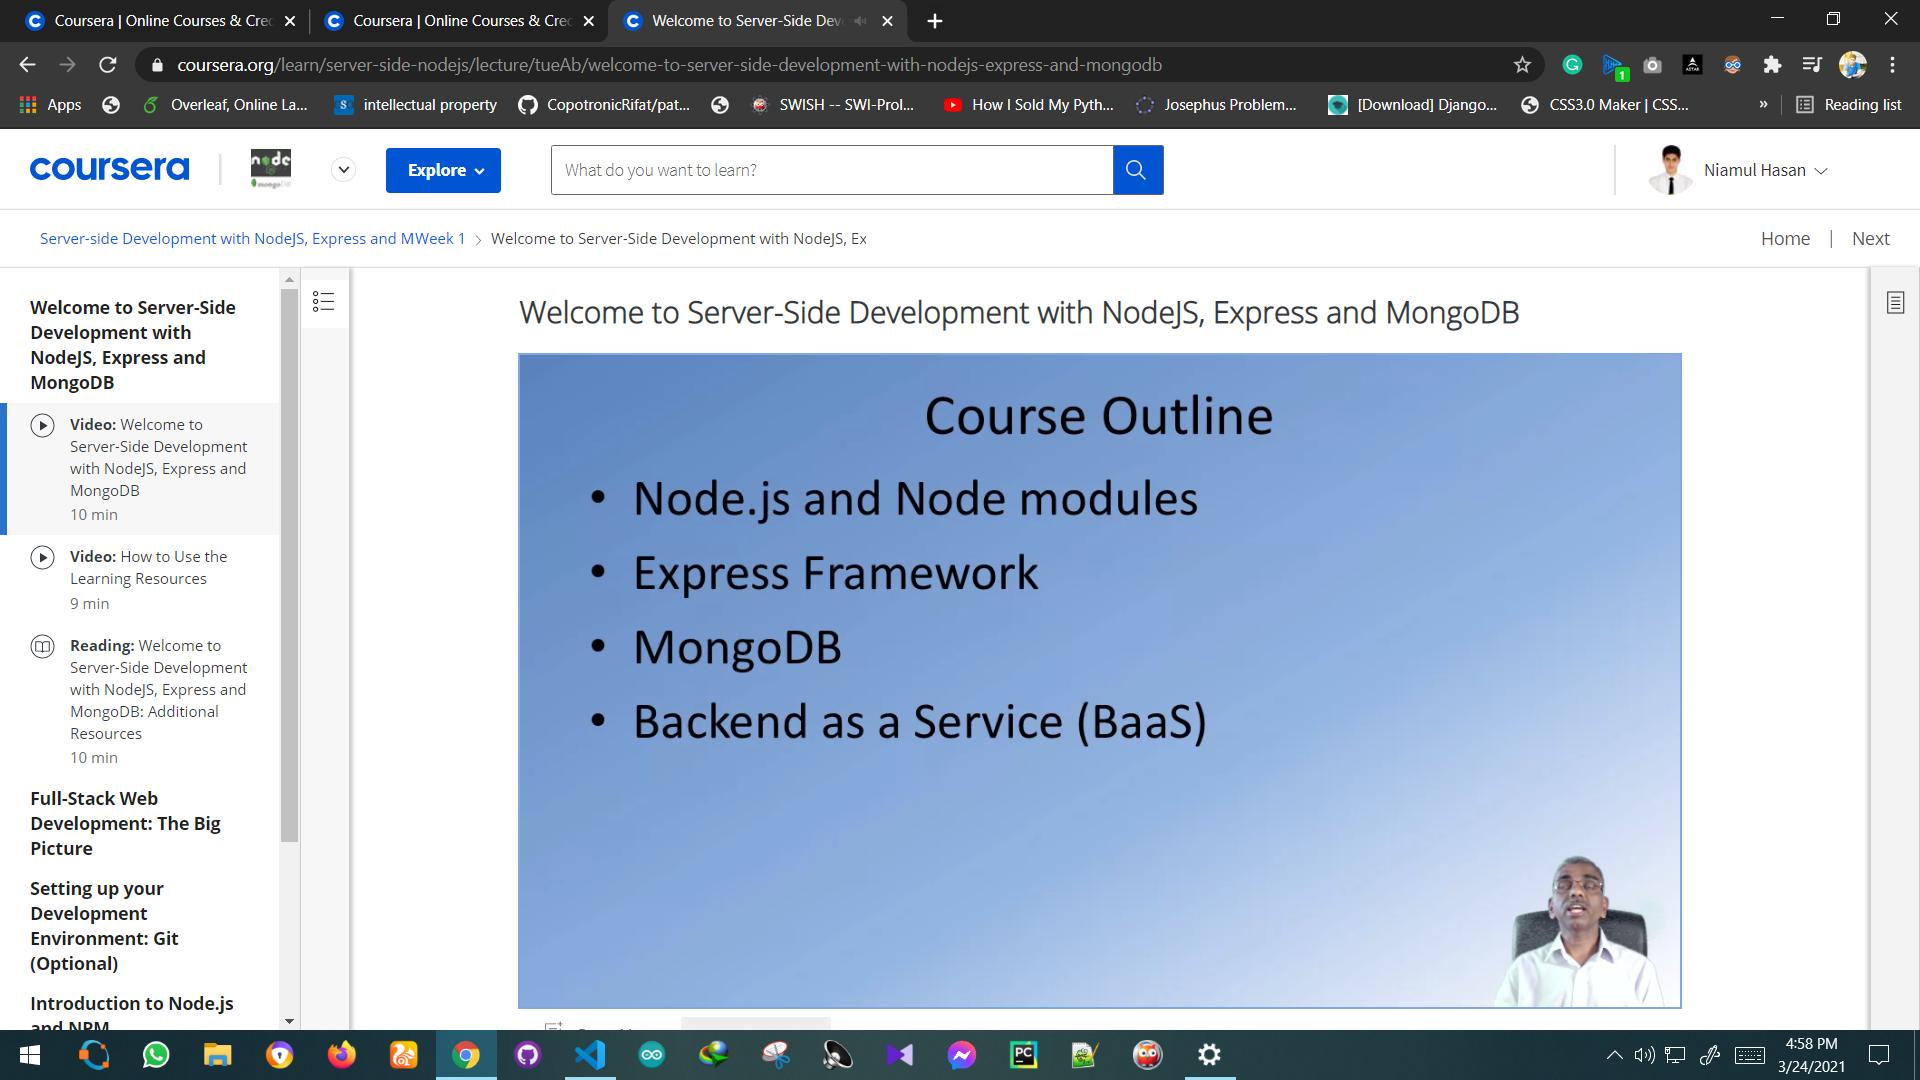 Coursera | Online Courses & Crec
Coursera | Online Courses & Crec
Welcome to Server-Side Dev
coursera.org/learn/server-side-nodejs/lecture/tueAb/welcome-to-server-side-development-with-nodejs-express-and-mongodb
1
Apps
Overleaf, Online La...
intellectual property
CopotronicRifat/pat...
SWISH -- SWI-Prol...
How I Sold My Pyth...
Josephus Problem...
[Download] Django...
CSS3.0 Maker | CSS...
»
Reading list
coursera
node
mongoDB
Explore
What do you want to learn?
Niamul Hasan
Server-side Development with NodeJS, Express and MWeek 1 > Welcome to Server-Side Development with NodeJS, Ex
Home | Next
Welcome to Server-Side
Development with
NodeJS, Express and
MongoDB
Video: Welcome to
Server-Side Development
with NodeJS, Express and
MongoDB
10 min
Video: How to Use the
Learning Resources
9 min
Reading: Welcome to
Server-Side Development
with NodeJS, Express and
MongoDB: Additional
Resources
10 min
Full-Stack Web
Development: The Big
Picture
Setting up your
Development
Environment: Git
(Optional)
Introduction to Node.js
and NPM
Welcome to Server-Side Development with NodeJS, Express and MongoDB
Course Outline
• Node.js and Node modules
• Express Framework
• MongoDB
• Backend as a Service (BaaS)
PC
4:58 PM
3/24/2021